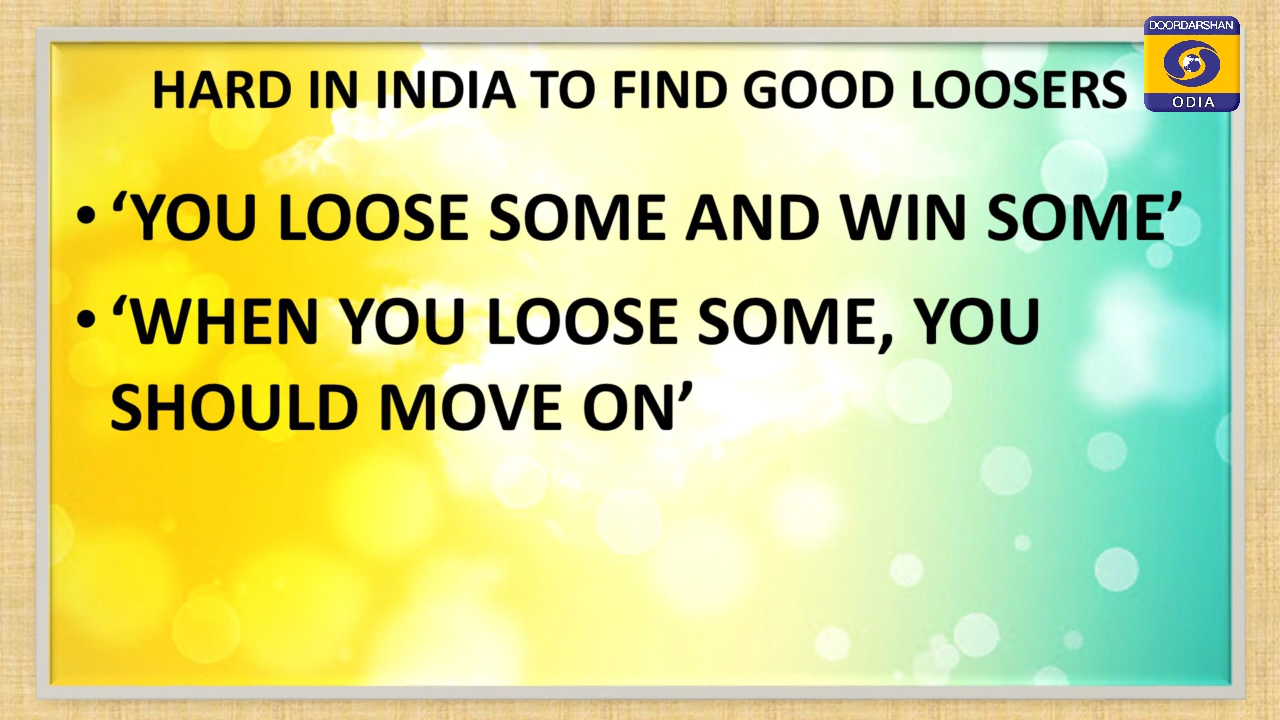 DOORDARSHAN
ODIA
HARD IN INDIA TO FIND GOOD LOOSERS
• ‘YOU LOOSE SOME AND WIN SOME’
• ‘WHEN YOU LOOSE SOME, YOU
SHOULD MOVE ON’